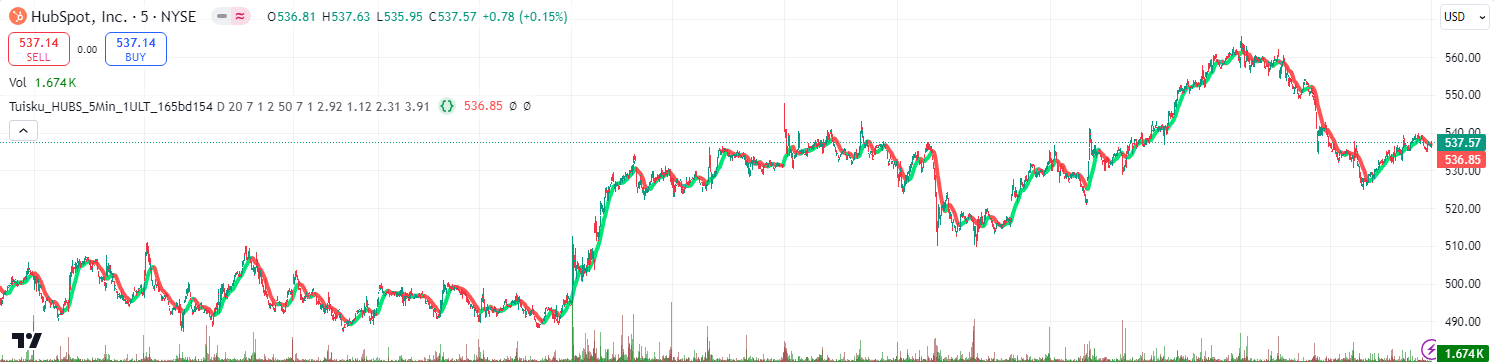 HubSpot, Inc. · 5 · NYSE O536.81 H537.63 L535.95 C537.57 +0.78 (+0.15%)
USD
537.14 0.00 537.14
SELL BUY
Vol 1.674K
Tuisku_HUBS_5Min_1ULT_165bd154 D 20 7 1 2 50 7 1 2.92 1.12 2.31 3.91 {} 536.85 Ø Ø
560.00
550.00
540.00
537.57
536.85
530.00
520.00
510.00
500.00
490.00
1.674K